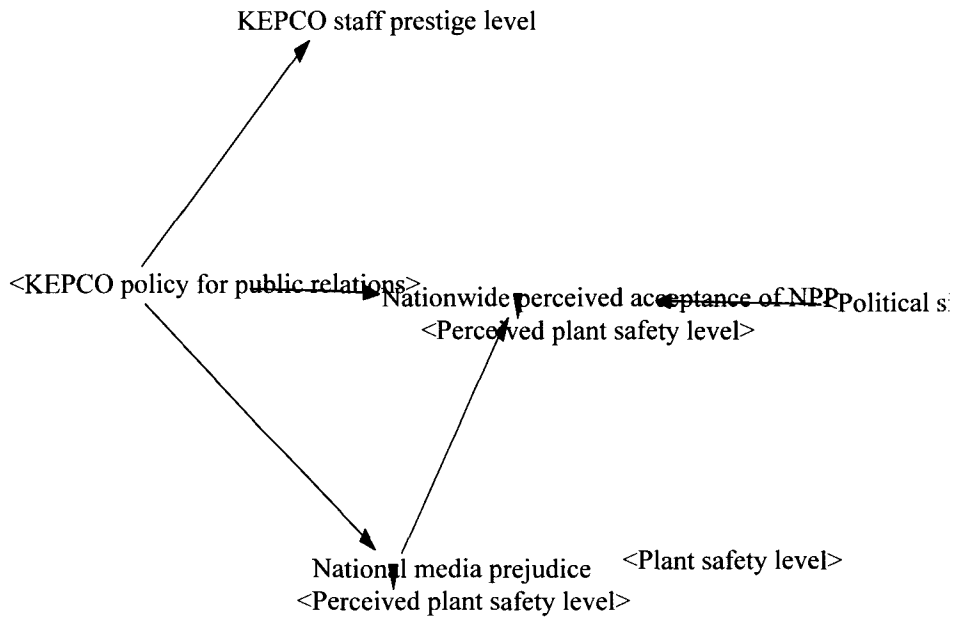 KEPCO staff prestige level
<KEPCO policy for public relations>
Nationwide perceived acceptance of NPP
<Political s
<Perceived plant safety level>
National media prejudice
<Plant safety level>
<Perceived plant safety level>